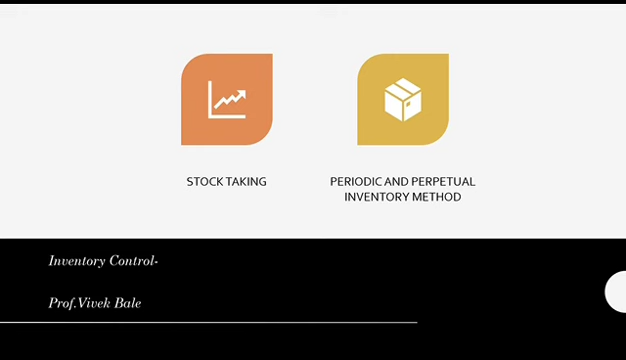 STOCK TAKING
PERIODIC AND PERPETUAL
INVENTORY METHOD
Inventory Control-
Prof.Vivek Bale